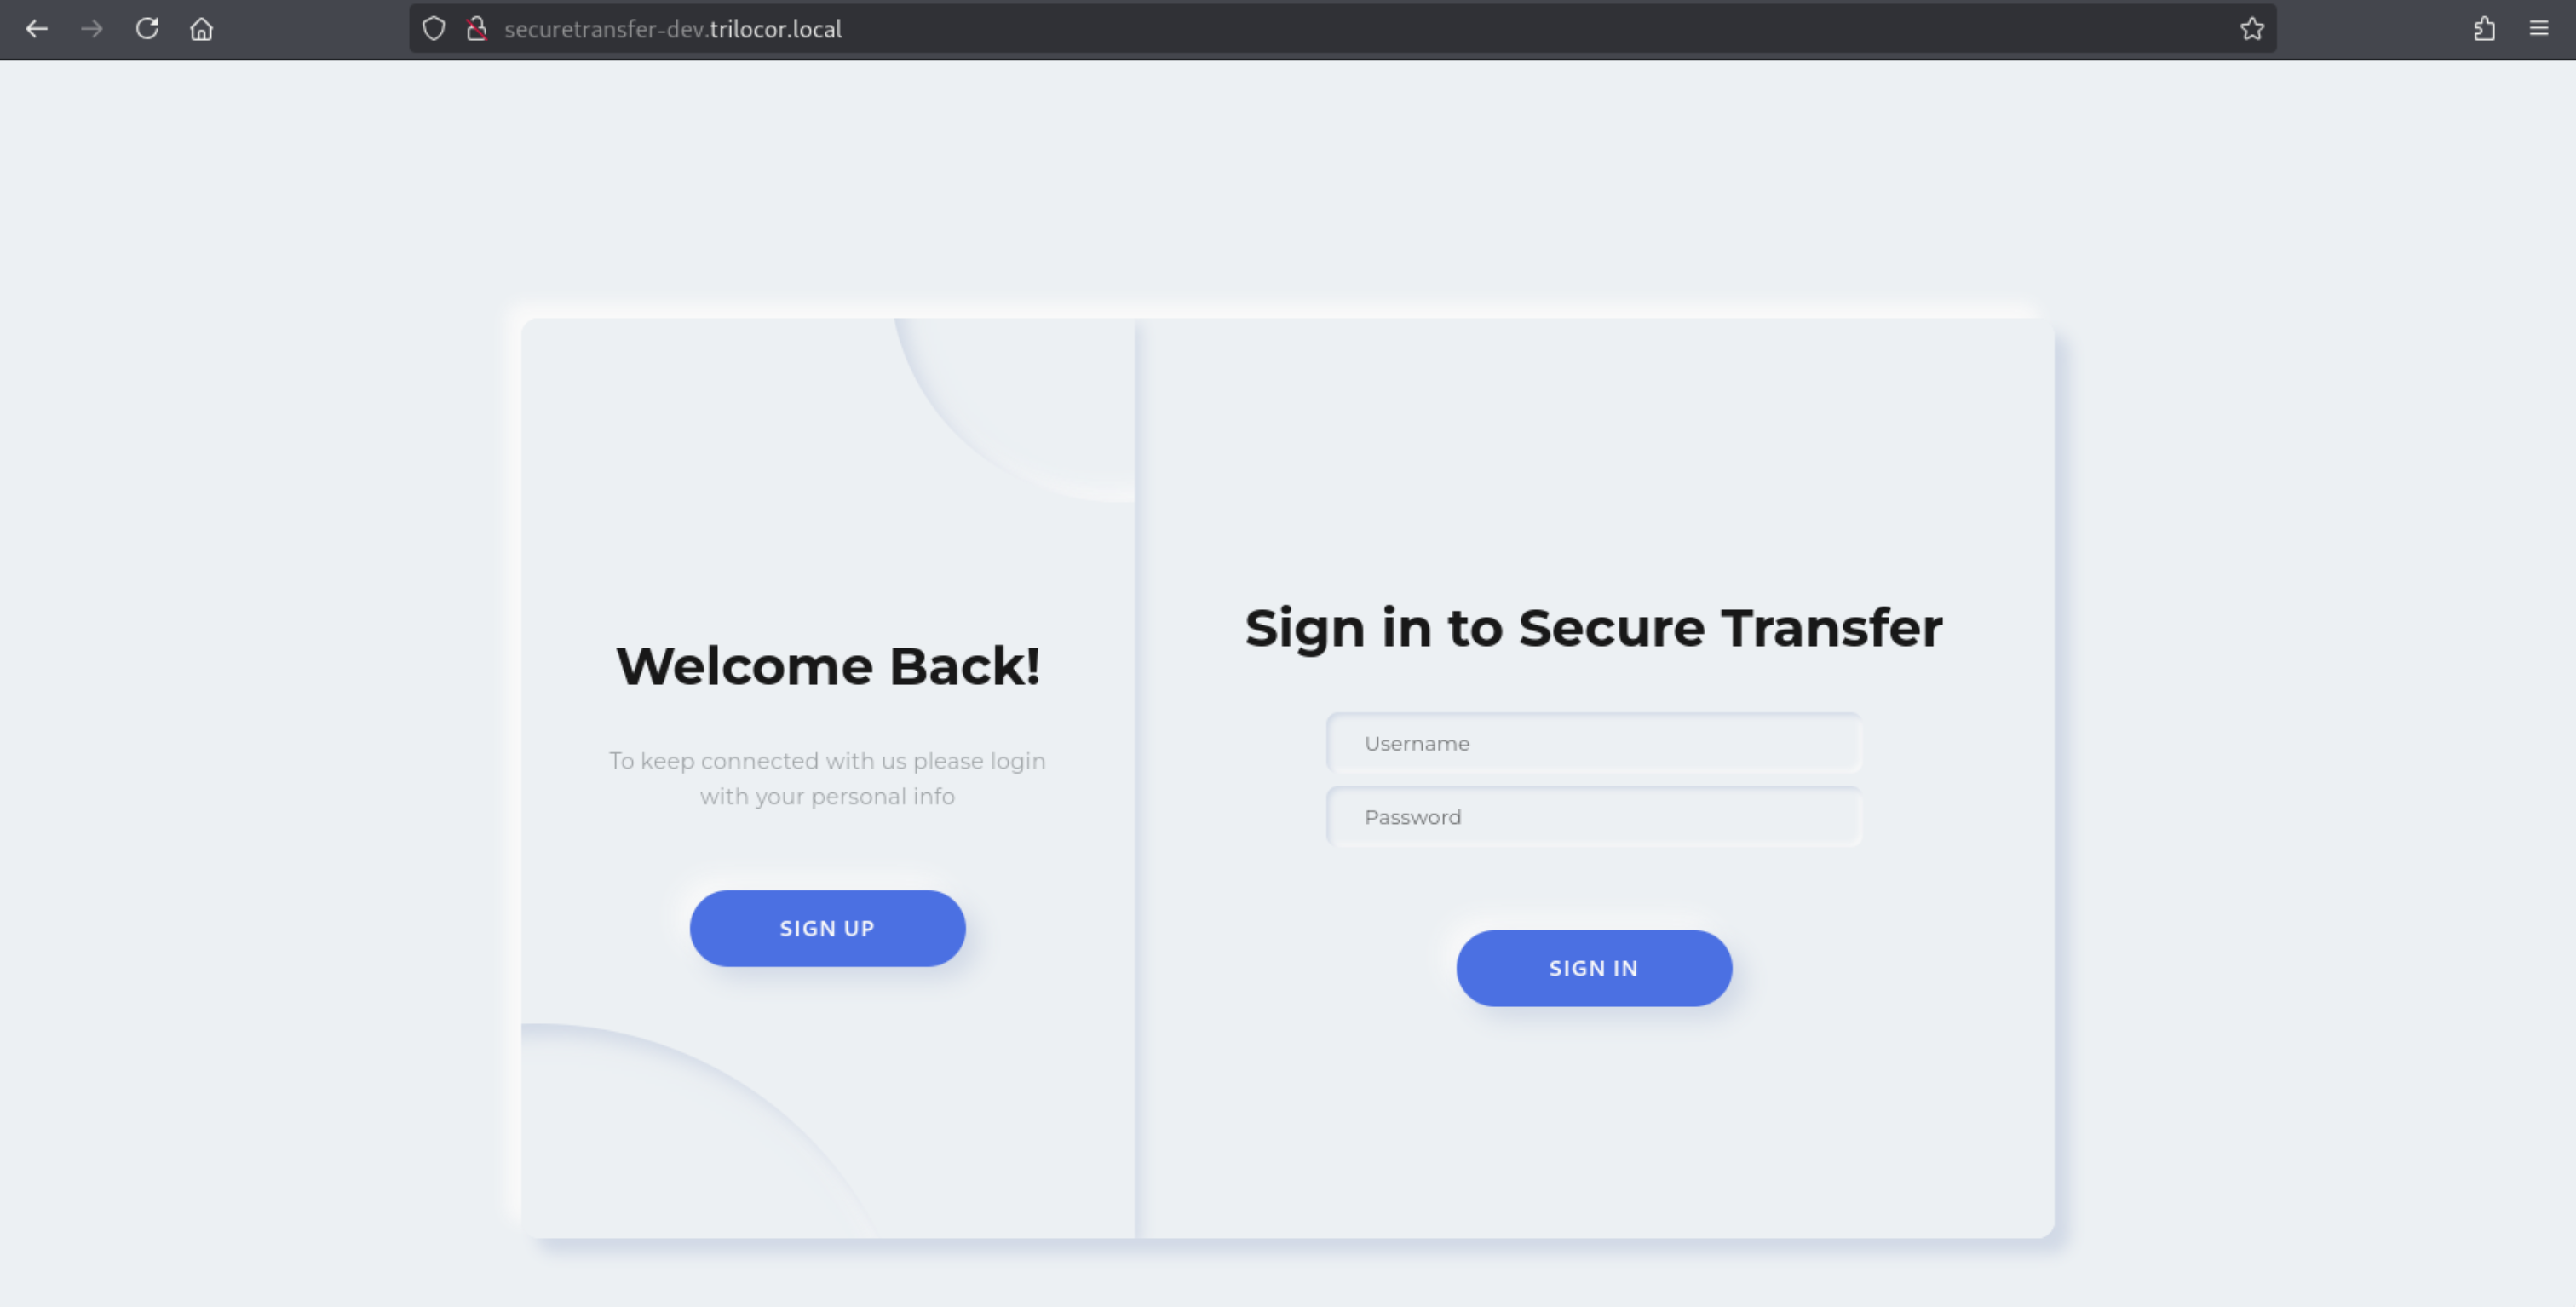 securetransfer-dev.trilocor.local
Welcome Back!
To keep connected with us please login
with your personal info
SIGN UP
Sign in to Secure Transfer
Username
Password
SIGN IN